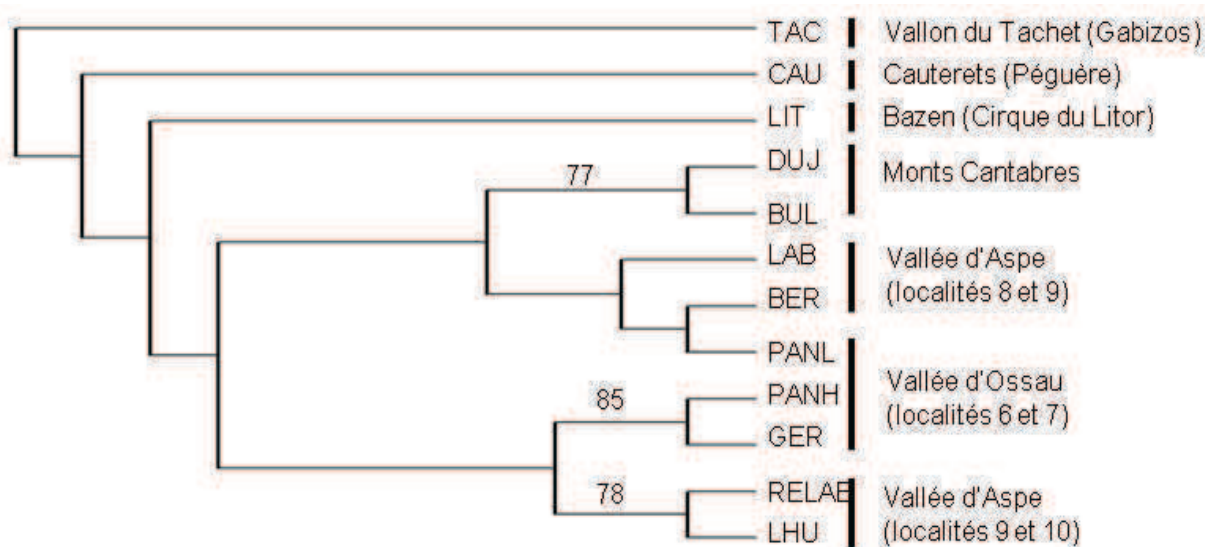 TAC Vallon du Tachet (Gabizos)
CAU Cauterets (Péguère)
LIT Bazen (Cirque du Litor)
DUJ
77
Monts Cantabres
BUL
LAB
Vallée d'Aspe
(localités 8 et 9)
BER
PANL
Vallée d'Ossau
(localités 6 et 7)
85
PANH
GER
78
RELAE
Vallée d'Aspe
(localités 9 et 10)
LHU